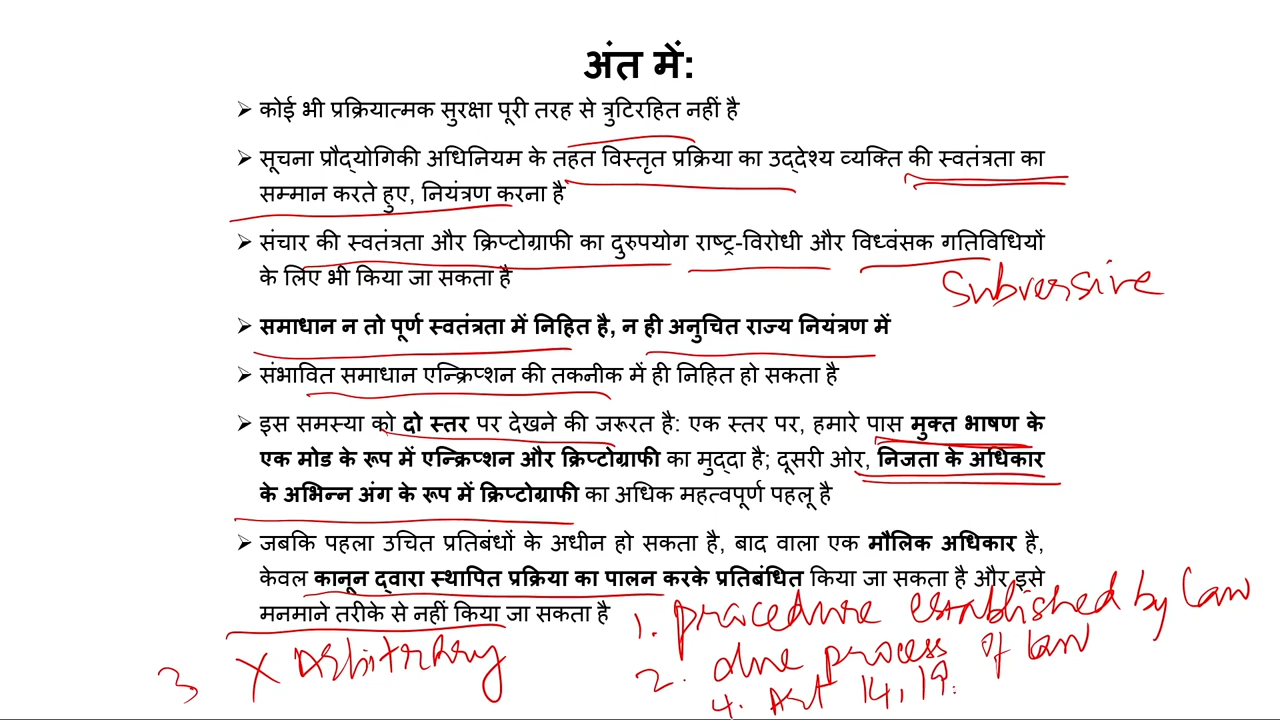 अंत में:
➢ कोई भी प्रक्रियात्मक सुरक्षा पूरी तरह से त्रुटिरहित नहीं है
➢ सूचना प्रौद्योगिकी अधिनियम के तहत विस्तृत प्रक्रिया का उद्देश्य व्यक्ति की स्वतंत्रता का
सम्मान करते हुए, नियंत्रण करना है
➢ संचार की स्वतंत्रता और क्रिप्टोग्राफी का दुरुपयोग राष्ट्र-विरोधी और विध्वंसक गतिविधियों
के लिए भी किया जा सकता है
Subversive
➢ समाधान न तो पूर्ण स्वतंत्रता में निहित है, न ही अनुचित राज्य नियंत्रण में
➢ संभावित समाधान एन्क्रिप्शन की तकनीक में ही निहित हो सकता है
➢ इस समस्या को दो स्तर पर देखने की जरूरत है: एक स्तर पर, हमारे पास मुक्त भाषण के
एक मोड के रूप में एन्क्रिप्शन और क्रिप्टोग्राफी का मुद्दा है; दूसरी ओर, निजता के अधिकार
के अभिन्न अंग के रूप में क्रिप्टोग्राफी का अधिक महत्वपूर्ण पहलू है
➢ जबकि पहला उचित प्रतिबंधों के अधीन हो सकता है, बाद वाला एक मौलिक अधिकार है,
केवल कानून द्वारा स्थापित प्रक्रिया का पालन करके प्रतिबंधित किया जा सकता है और इसे
मनमाने तरीके से नहीं किया जा सकता है
1. procedure established by law
2. due process of law
3 X Arbitrary
4. Art 14, 19.